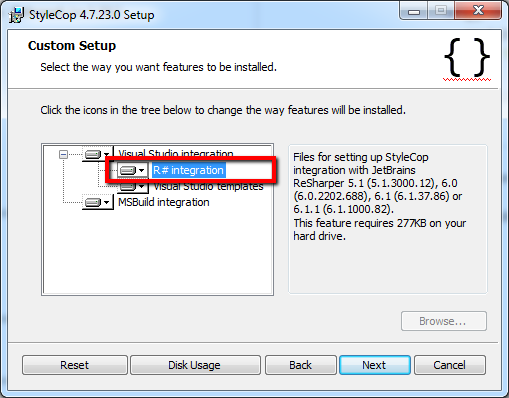 StyleCop 4.7.23.0 Setup
Custom Setup
Select the way you want features to be installed.
{ }
Click the icons in the tree below to change the way features will be installed.
Visual Studio integration
R# integration
Visual Studio templates
MSBuild integration
Files for setting up StyleCop
integration with JetBrains
ReSharper 5.1 (5.1.3000.12), 6.0
(6.0.2202.688), 6.1 (6.1.37.86) or
6.1.1 (6.1.1000.82).
This feature requires 277KB on your
hard drive.
Browse...
Reset
Disk Usage
Back
Next
Cancel